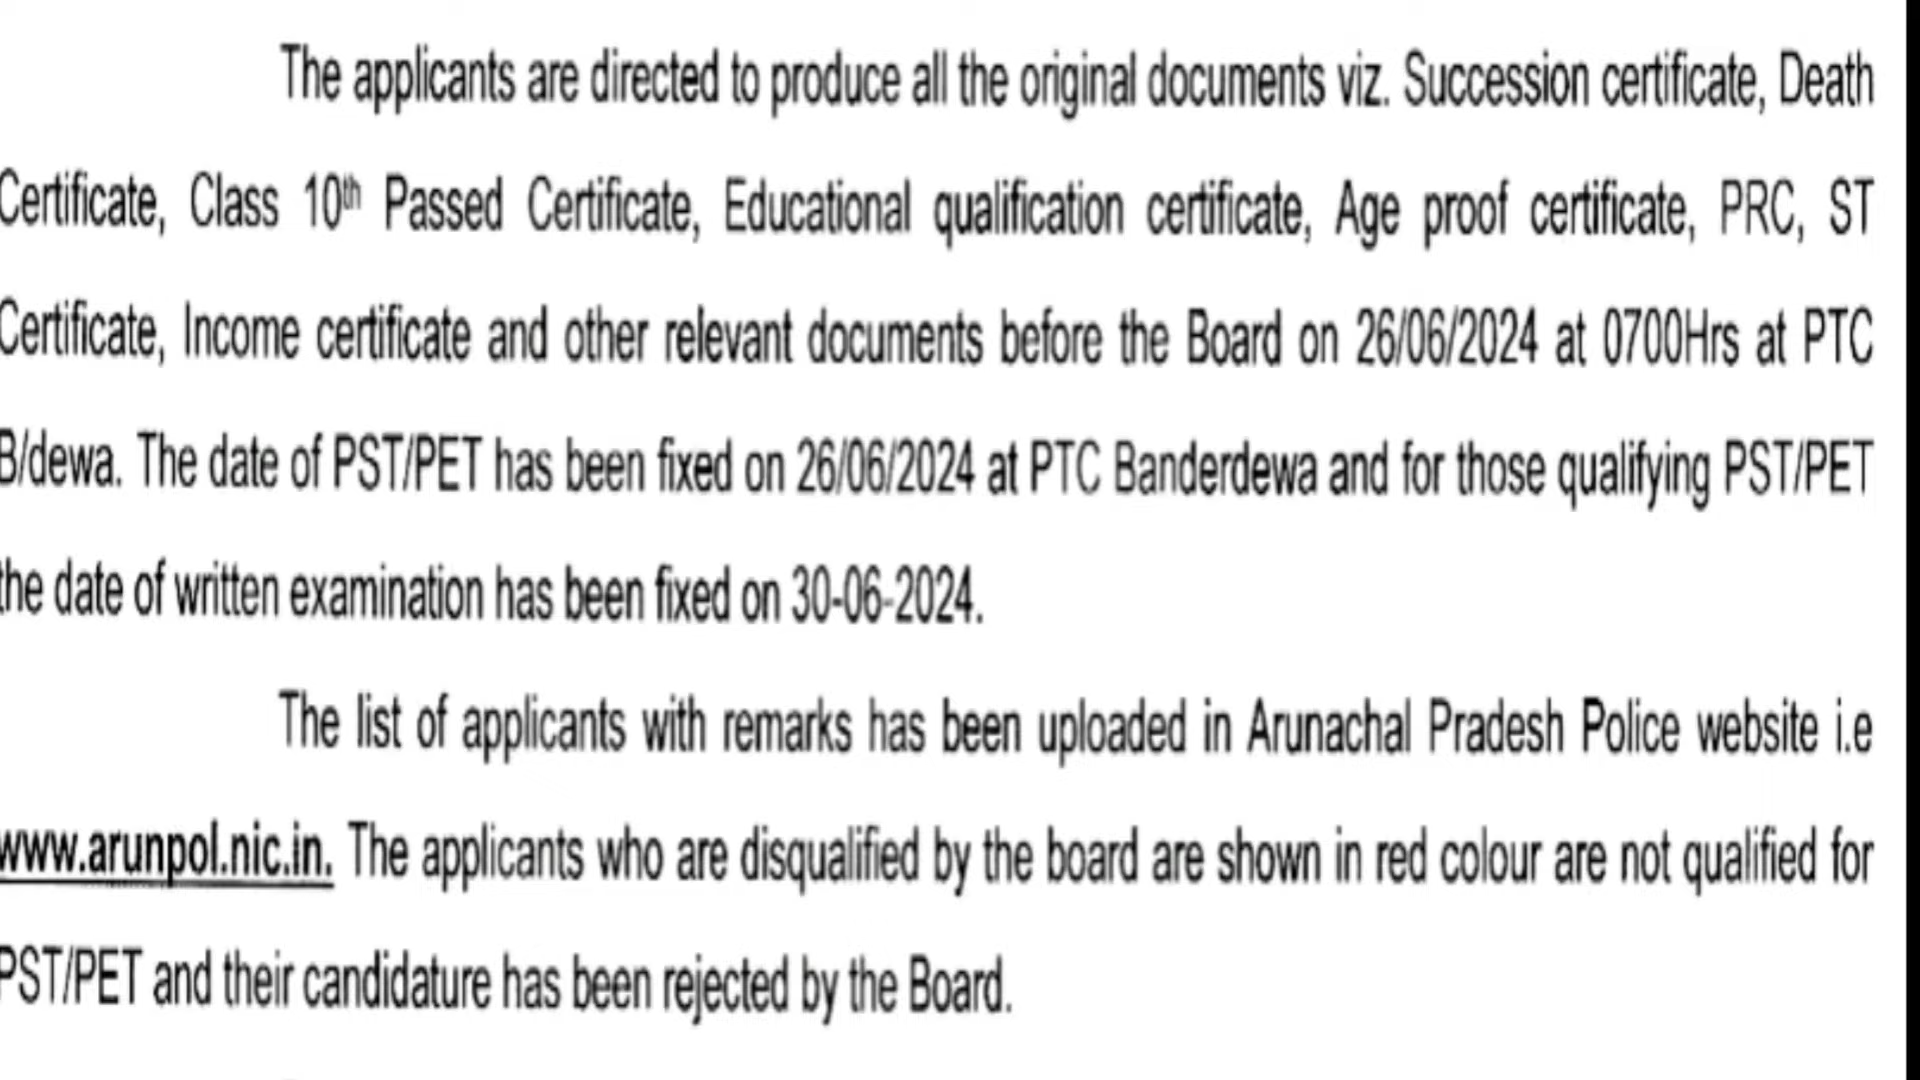 The applicants are directed to produce all the original documents viz. Succession certificate, Death
Certificate, Class 10th Passed Certificate, Educational qualification certificate, Age proof certificate, PRC, ST
Certificate, Income certificate and other relevant documents before the Board on 26/06/2024 at 0700Hrs at PTC
B/dewa. The date of PST/PET has been fixed on 26/06/2024 at PTC Banderdewa and for those qualifying PST/PET
the date of written examination has been fixed on 30-06-2024.
The list of applicants with remarks has been uploaded in Arunachal Pradesh Police website i.e
www.arunpol.nic.in. The applicants who are disqualified by the board are shown in red colour are not qualified for
PST/PET and their candidature has been rejected by the Board.